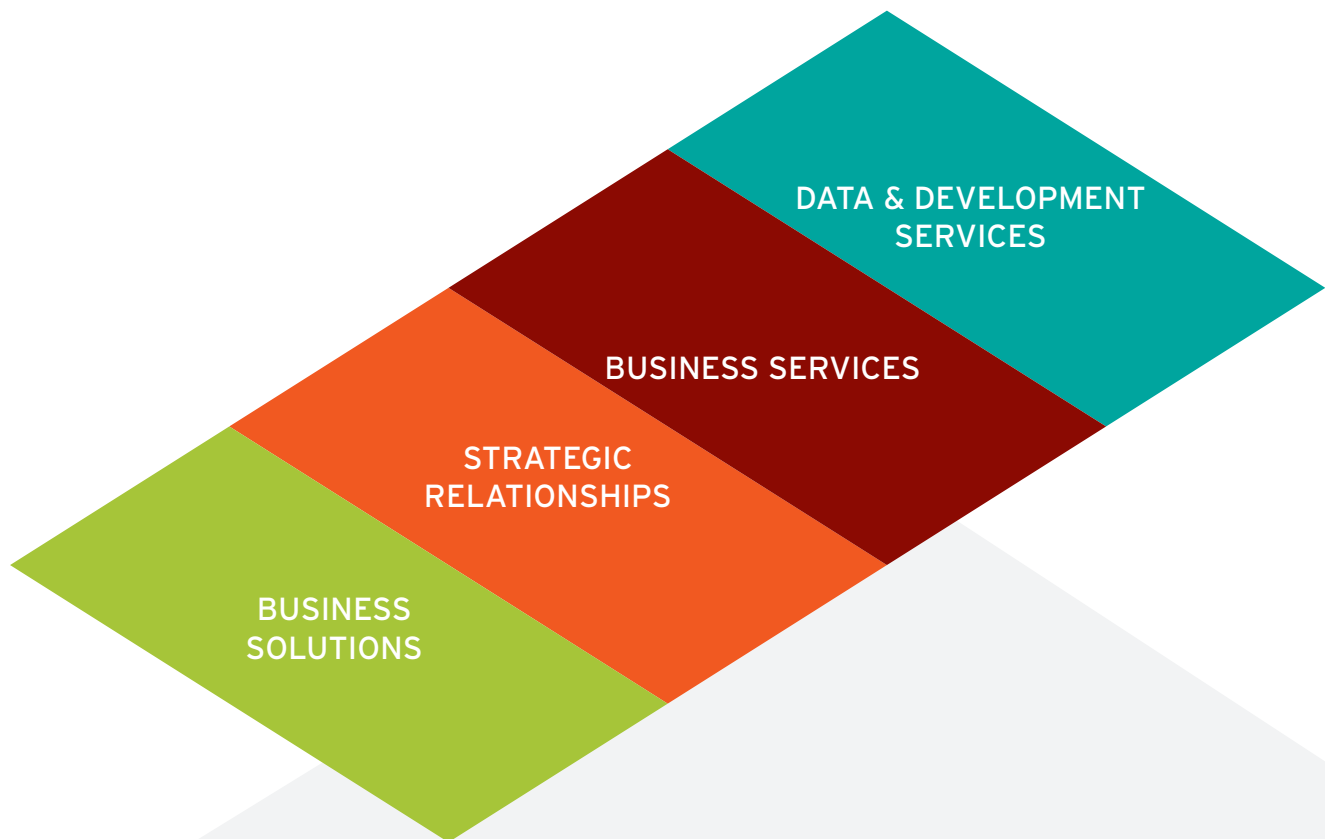 DATA & DEVELOPMENT
SERVICES
BUSINESS SERVICES
STRATEGIC
RELATIONSHIPS
BUSINESS
SOLUTIONS